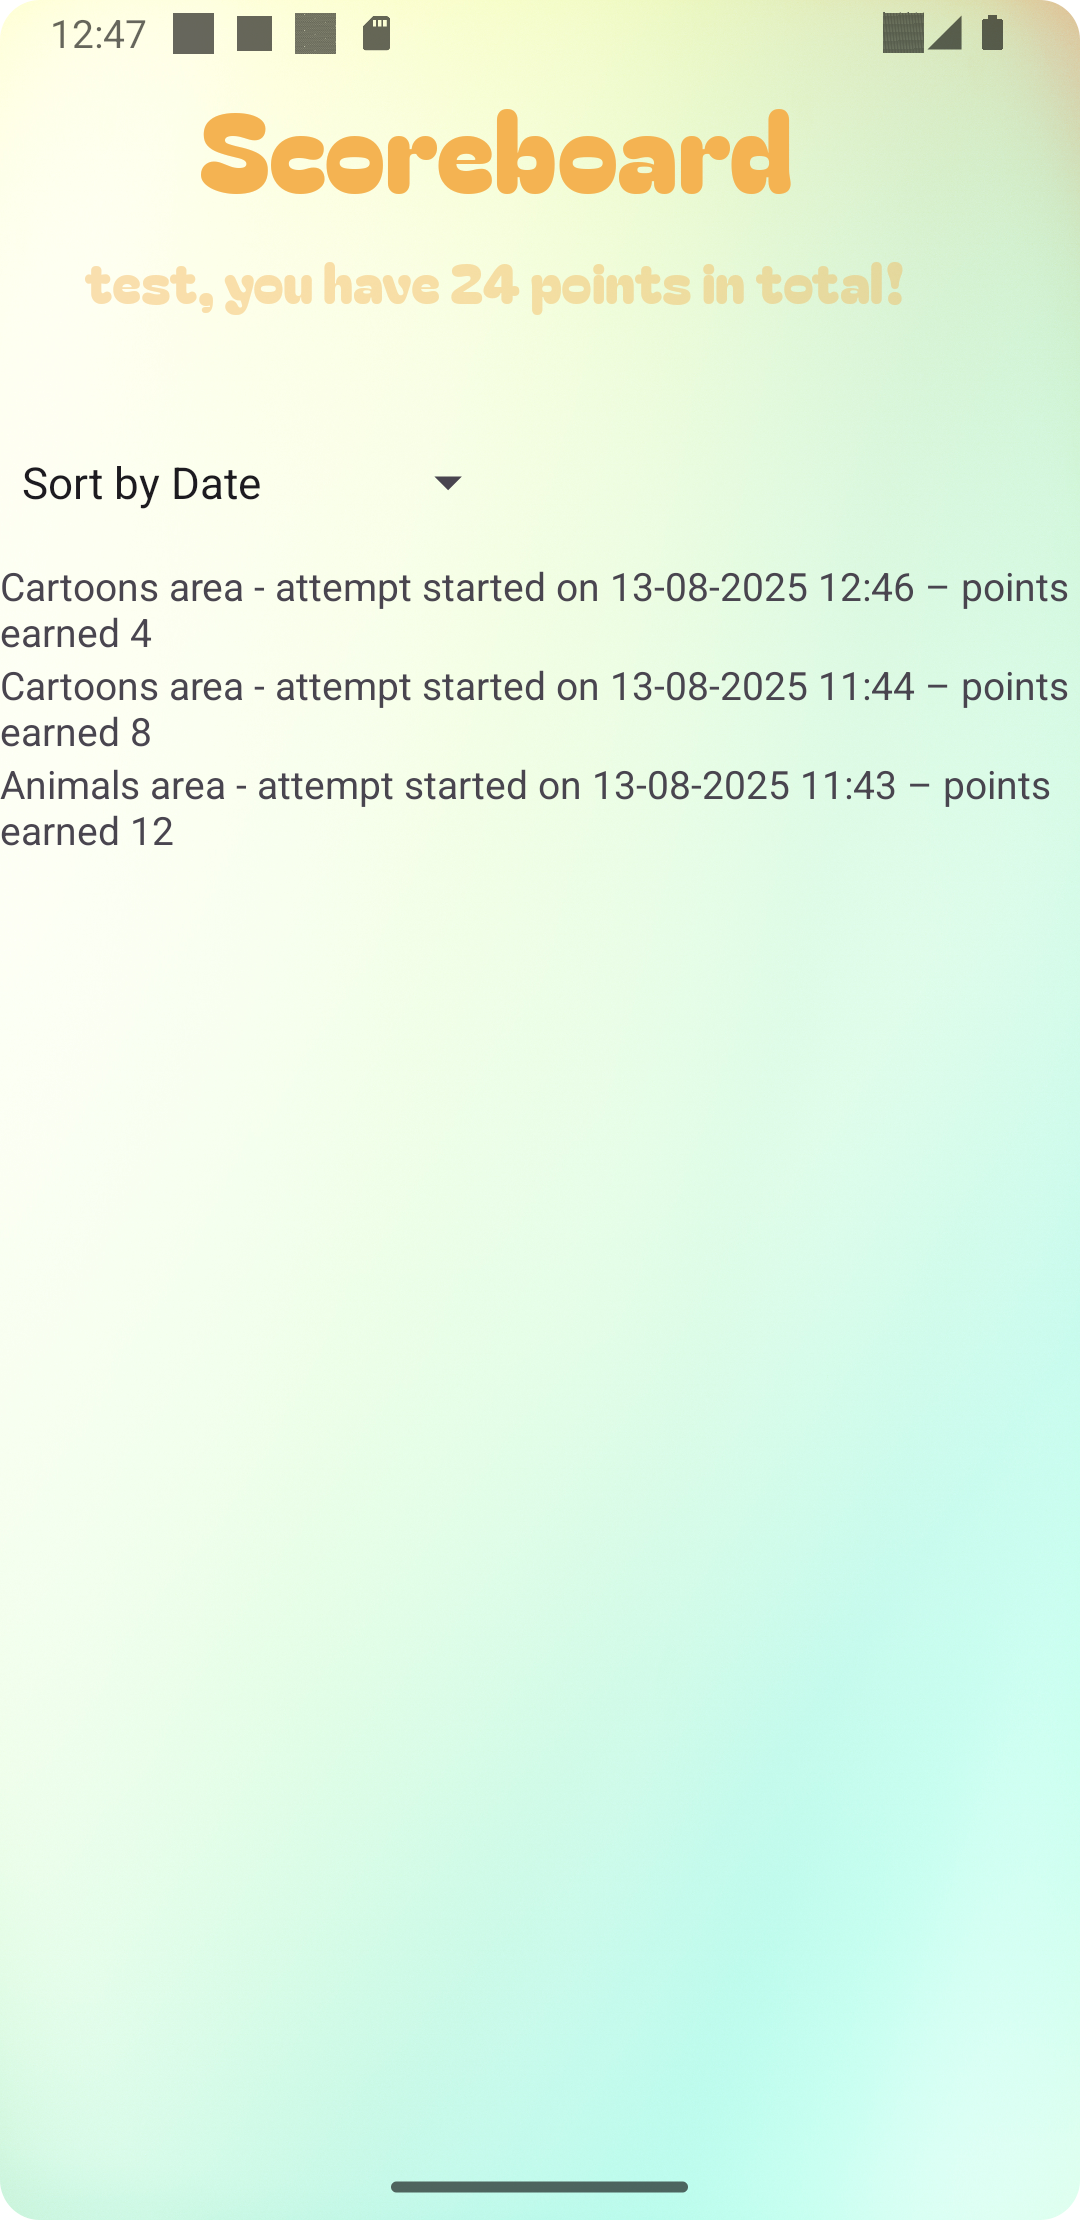 12:47
Scoreboard
test, you have 24 points in total!
Sort by Date
Cartoons area - attempt started on 13-08-2025 12:46 – points
earned 4
Cartoons area - attempt started on 13-08-2025 11:44 – points
earned 8
Animals area - attempt started on 13-08-2025 11:43 – points
earned 12